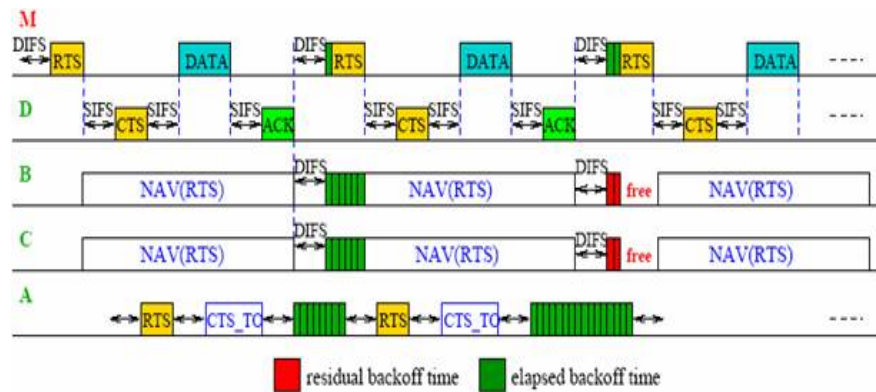 M
DIFS RTS DATA DIFS RTS DATA DIFS RTS DATA
D SIFS CTS SIFS SIFS ACK SIFS CTS SIFS SIFS ACK SIFS CTS SIFS
B NAV(RTS) DIFS NAV(RTS) DIFS free NAV(RTS)
C NAV(RTS) DIFS NAV(RTS) DIFS free NAV(RTS)
A
RTS CTS_TO RTS CTS_TO
residual backoff time elapsed backoff time